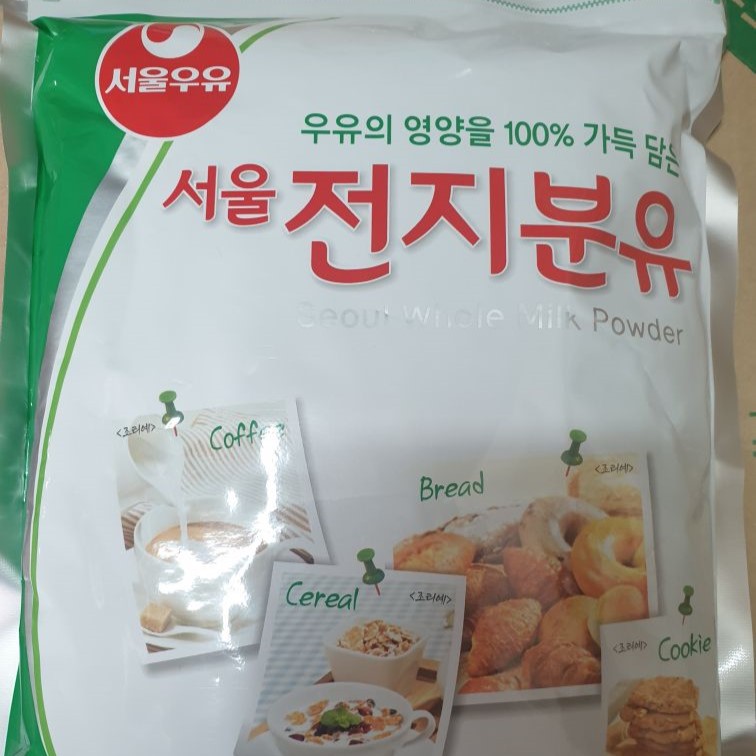 서울우유
우유의 영양을 100% 가득 담은
서울 전지분유
Seoul Whole Milk Powder
<조리예>
Coffee
Bread
<조리예>
Cereal
<조리예>
<조리예>
Cookie